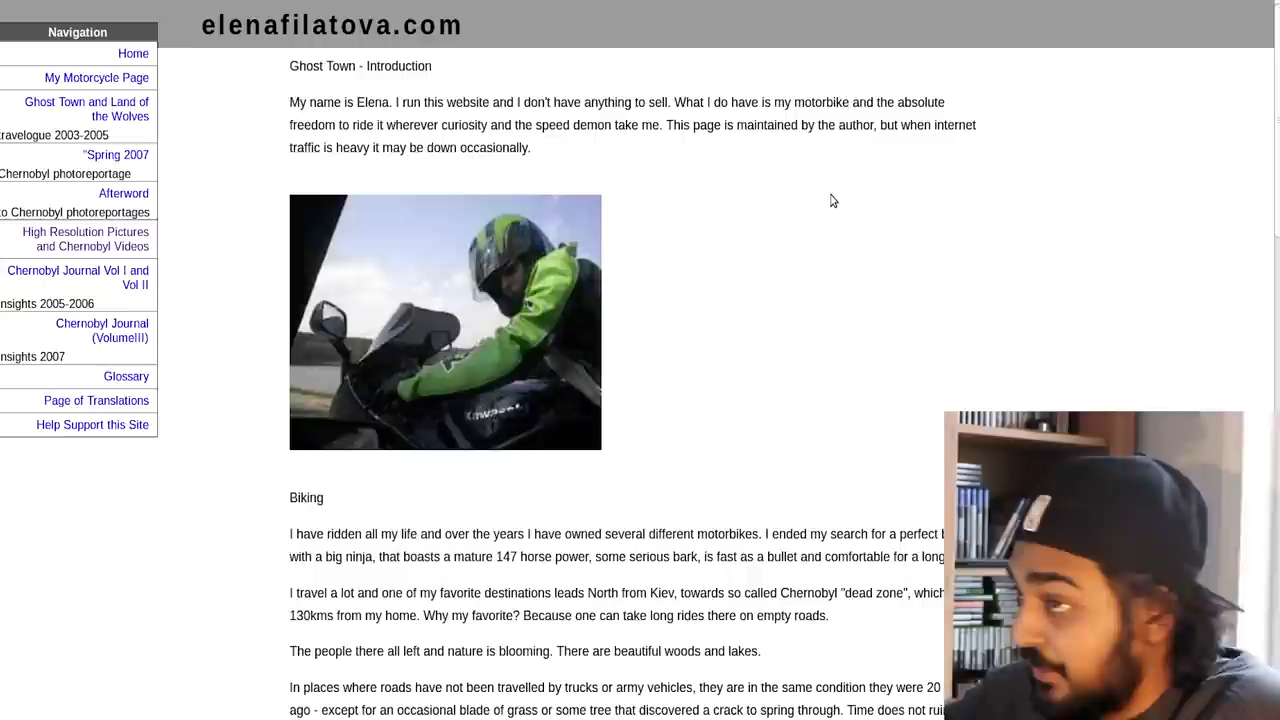 elenafilatova.com
Navigation
Home
My Motorcycle Page
Ghost Town and Land of
the Wolves
travelogue 2003-2005
"Spring 2007
Chernobyl photoreportage
Afterword
to Chernobyl photoreportages
High Resolution Pictures
and Chernobyl Videos
Chernobyl Journal Vol I and
Vol II
insights 2005-2006
Chernobyl Journal
(VolumeIII)
insights 2007
Glossary
Page of Translations
Help Support this Site
Ghost Town - Introduction
My name is Elena. I run this website and I don't have anything to sell. What I do have is my motorbike and the absolute
freedom to ride it wherever curiosity and the speed demon take me. This page is maintained by the author, but when internet
traffic is heavy it may be down occasionally.
Kawasaki
Biking
I have ridden all my life and over the years I have owned several different motorbikes. I ended my search for a perfect
with a big ninja, that boasts a mature 147 horse power, some serious bark, is fast as a bullet and comfortable for a long
I travel a lot and one of my favorite destinations leads North from Kiev, towards so called Chernobyl "dead zone", which
130kms from my home. Why my favorite? Because one can take long rides there on empty roads.
The people there all left and nature is blooming. There are beautiful woods and lakes.
In places where roads have not been travelled by trucks or army vehicles, they are in the same condition they were 20
ago - except for an occasional blade of grass or some tree that discovered a crack to spring through. Time does not